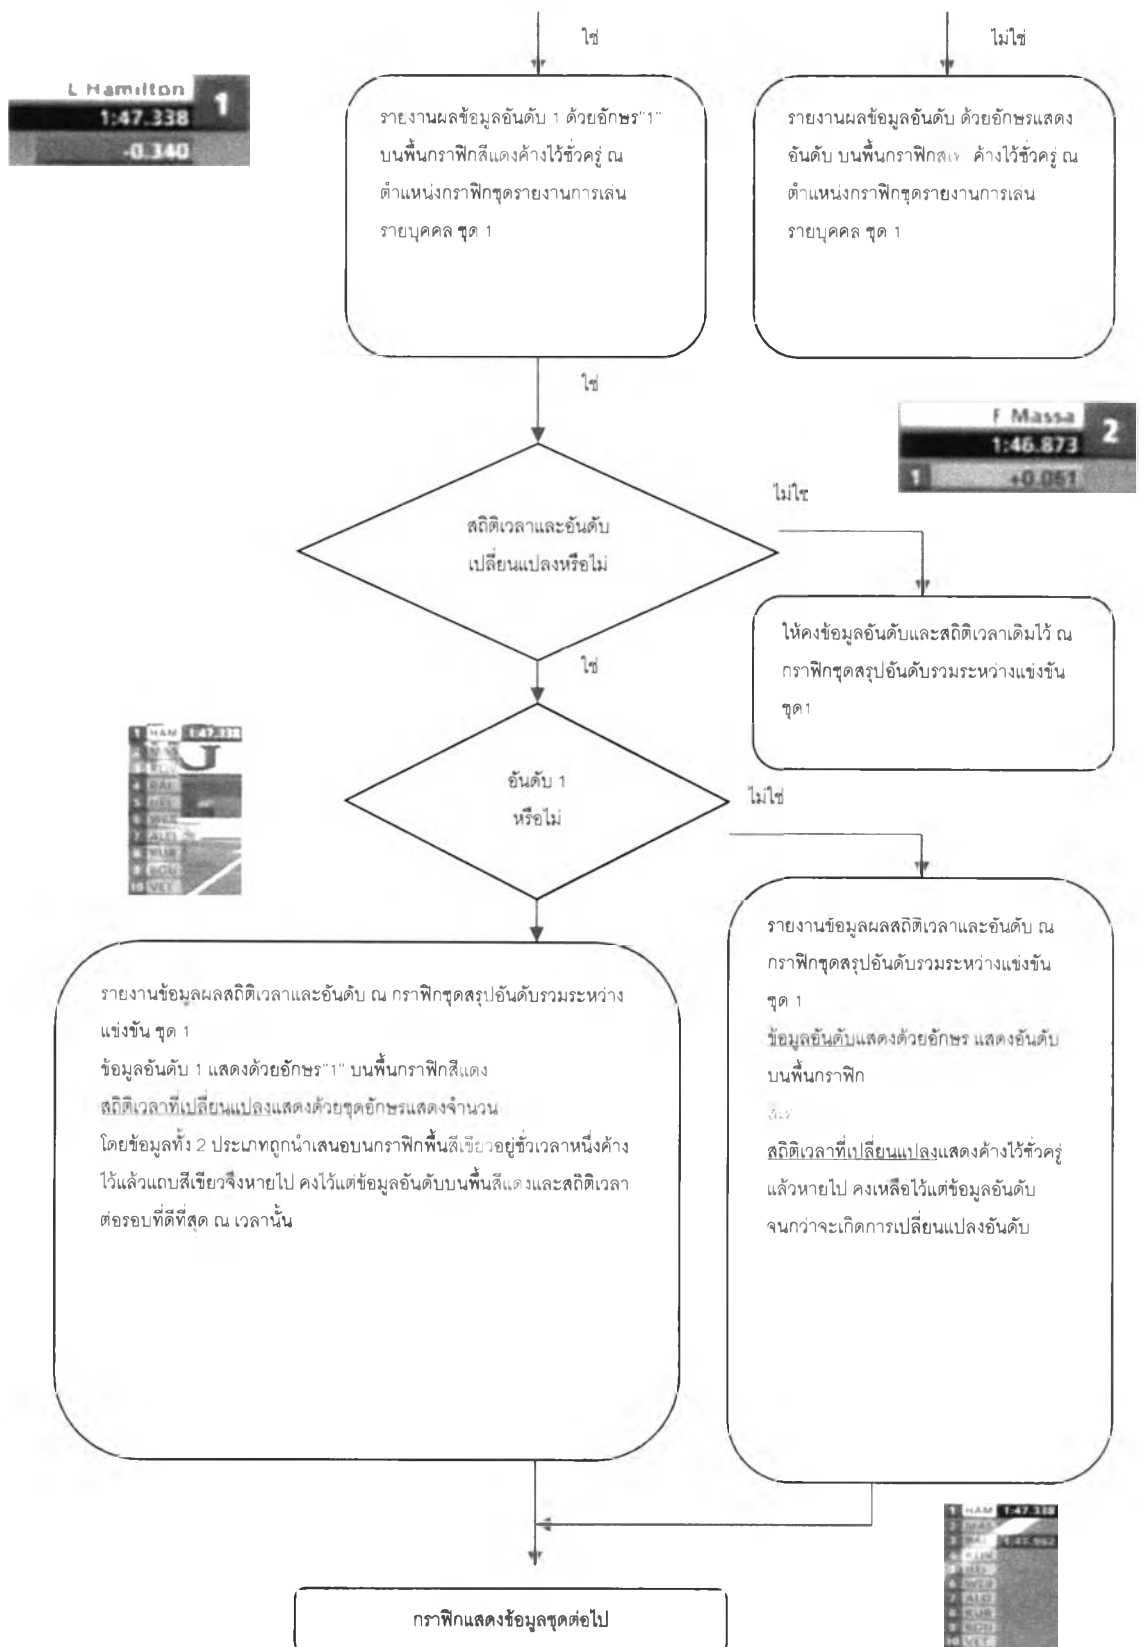 ใช่
ไม่ใช่
L Hamilton
1
1:47.338
-0.340
รายงานผลข้อมูลอันดับ 1 ด้วยอักษร"1"
บนพื้นกราฟิกสีแดงค้างไว้ชั่วครู่ ณ
ตำแหน่งกราฟิกชุดรายงานการเล่น
รายบุคคล ชุด 1
รายงานผลข้อมูลอันดับ ด้วยอักษรแสดง
อันดับ บนพื้นกราฟิก ค้างไว้ชั่วครู่ ณ
ตำแหน่งกราฟิกชุดรายงานการเล่น
รายบุคคล ชุด 1
ใช่
F Massa
2
1:46.873
1 +0.061
ไม่ใช่
สถิติเวลาและอันดับ
เปลี่ยนแปลงหรือไม่
ให้คงข้อมูลอันดับและสถิติเวลาเดิมไว้ ณ
กราฟิกชุดสรุปอันดับรวมระหว่างแข่งขัน
ชุด1
ใช่
1 HAM 1:47.338
4 RAI
7 ALO
8 KUB
9 BOU
10 VET
อันดับ 1
หรือไม่
ไม่ใช่
รายงานข้อมูลผลสถิติเวลาและอันดับ ณ กราฟิกชุดสรุปอันดับรวมระหว่าง
แข่งขัน ชุด 1
ข้อมูลอันดับ 1 แสดงด้วยอักษร"1" บนพื้นกราฟิกสีแดง
สถิติเวลาที่เปลี่ยนแปลงแสดงด้วยชุดอักษรแสดงจำนวน
โดยข้อมูลทั้ง 2 ประเภทถูกนำเสนอบนกราฟิกพื้นสีเขียวอยู่ชั่วเวลาหนึ่งค้าง
ไว้แล้วแถบสีเขียวจึงหายไป คงไว้แต่ข้อมูลอันดับบนพื้นสีแดงและสถิติเวลา
ต่อรอบที่ดีที่สุด ณ เวลานั้น
รายงานข้อมูลผลสถิติเวลาและอันดับ ณ
กราฟิกชุดสรุปอันดับรวมระหว่างแข่งขัน
ชุด 1
ข้อมูลอันดับแสดงด้วยอักษร แสดงอันดับ
บนพื้นกราฟิก
สถิติเวลาที่เปลี่ยนแปลงแสดงค้างไว้ชั่วครู่
แล้วหายไป คงเหลือไว้แต่ข้อมูลอันดับ
จนกว่าจะเกิดการเปลี่ยนแปลงอันดับ
1 HAM 1:47.338
2 MAS
7 ALO
8 KUB
9 BOU
10 VET
กราฟิกแสดงข้อมูลชุดต่อไป